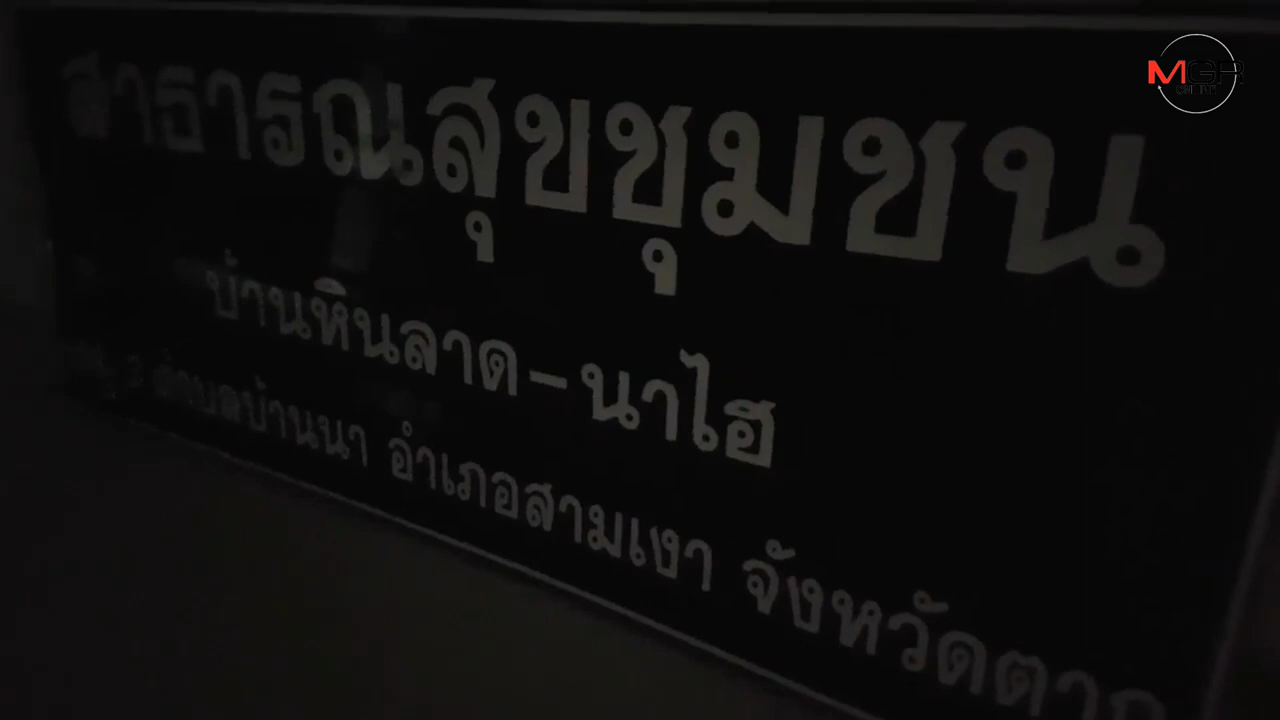 MGR
ONLINE
สาธารณสุขชุมชน
บ้านหินลาด-นาไฮ
ตำบลบ้านนา อำเภอสามเงา จังหวัดตาก